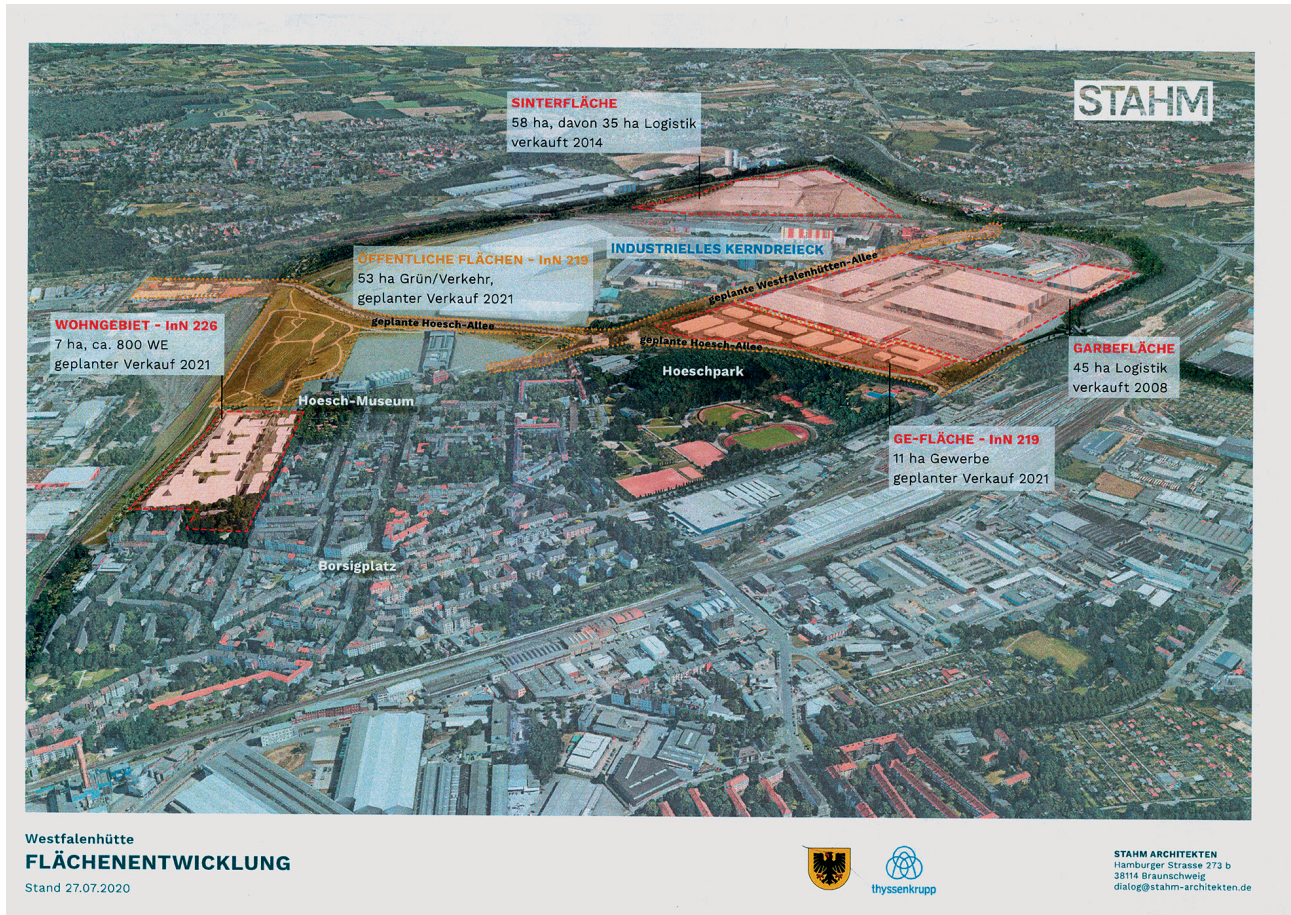 STAHM
SINTERFLÄCHE
58 ha, davon 35 ha Logistik
verkauft 2014
INDUSTRIELLES KERNDREIECK
ÖFFENTLICHE FLÄCHEN - InN 219
53 ha Grün/Verkehr,
geplanter Verkauf 2021
geplante Westfalenhütten-Allee
WOHNGEBIET - InN 226
7 ha, ca. 800 WE
geplanter Verkauf 2021
geplante Hoesch-Allee
geplante Hoesch-Allee
GARBEFLÄCHE
45 ha Logistik
verkauft 2008
Hoeschpark
Hoesch-Museum
GE-FLÄCHE - InN 219
11 ha Gewerbe
geplanter Verkauf 2021
Borsigplatz
Westfalenhütte
FLÄCHENENTWICKLUNG
Stand 27.07.2020
thyssenkrupp
STAHM ARCHITEKTEN
Hamburger Strasse 273 b
38114 Braunschweig
dialog@stahm-architekten.de